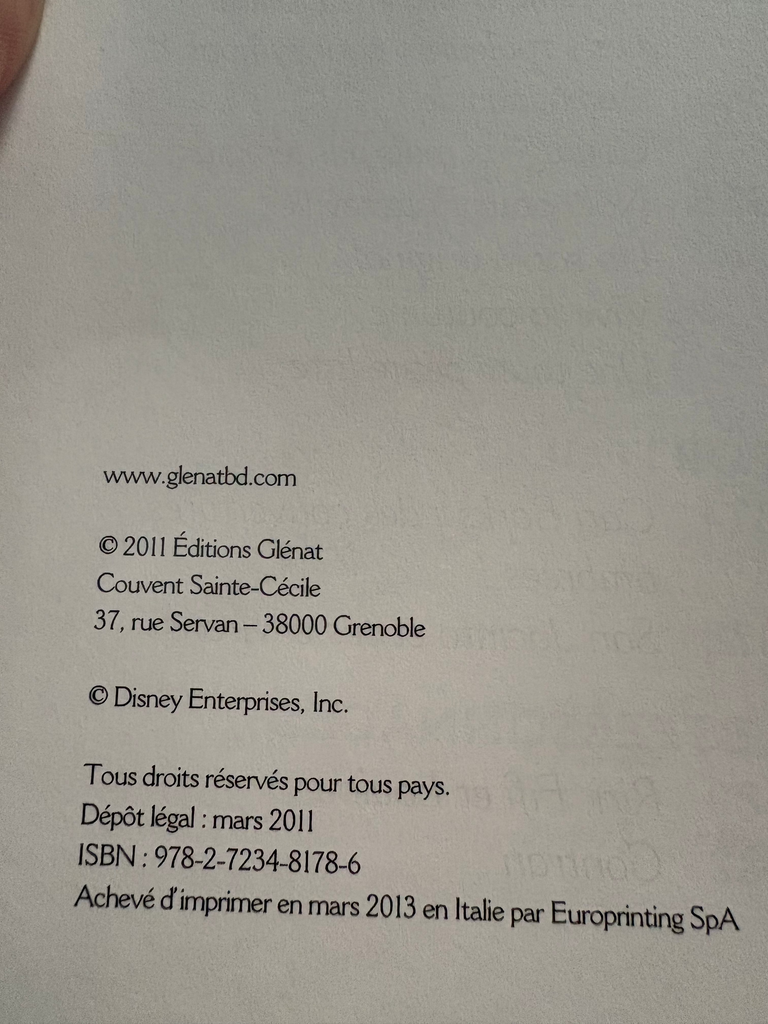 www.glenatbd.com
© 2011 Éditions Glénat
Couvent Sainte-Cécile
37, rue Servan – 38000 Grenoble
© Disney Enterprises, Inc.
Tous droits réservés pour tous pays.
Dépôt légal : mars 2011
ISBN : 978-2-7234-8178-6
Achevé d'imprimer en mars 2013 en Italie par Europrinting SpA